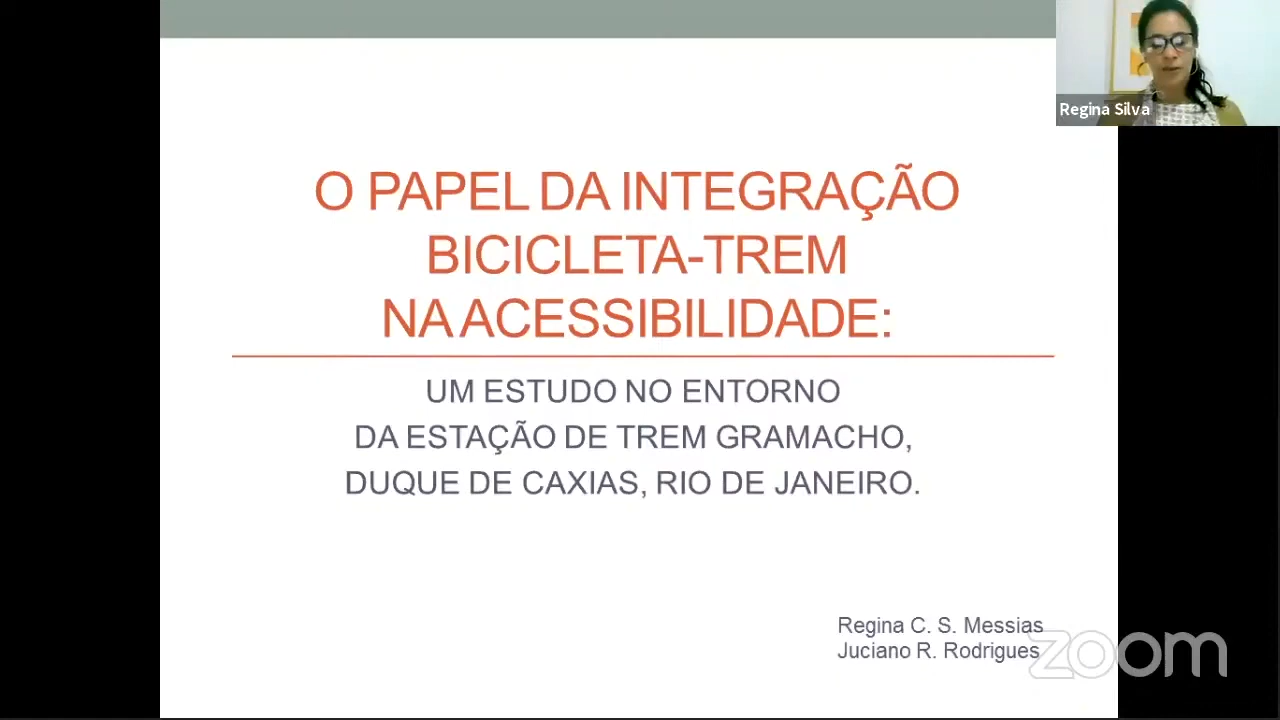 Regina Silva
O PAPEL DA INTEGRAÇÃO
BICICLETA-TREM
NA ACESSIBILIDADE:
UM ESTUDO NO ENTORNO
DA ESTAÇÃO DE TREM GRAMACHO,
DUQUE DE CAXIAS, RIO DE JANEIRO.
Regina C. S. Messias
Juciano R. Rodrigues
zoom